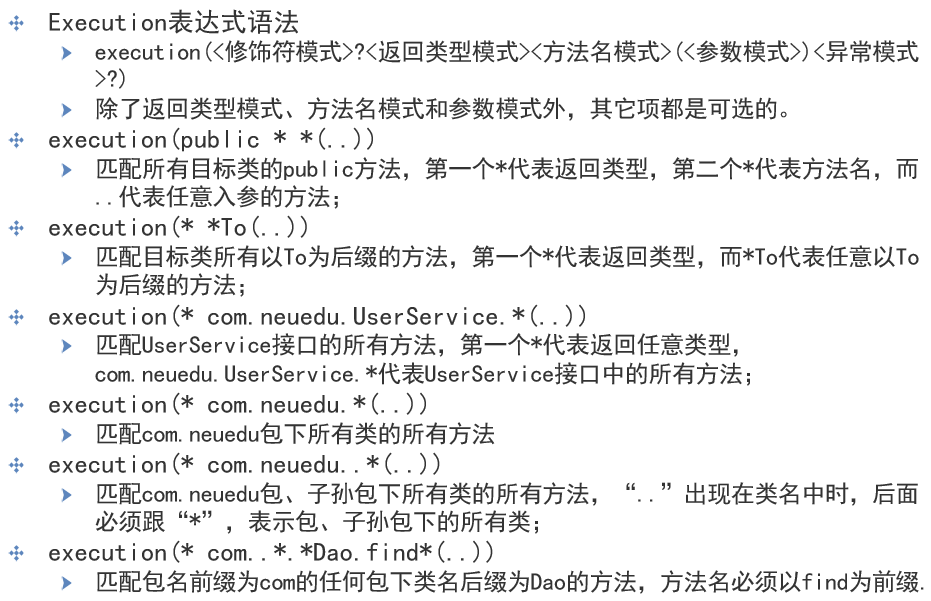 Execution表达式语法
execution(<修饰符模式>?<返回类型模式><方法名模式>(<参数模式>)<异常模式
>?)
除了返回类型模式、方法名模式和参数模式外，其它项都是可选的。
execution(public * *(..))
匹配所有目标类的public方法，第一个*代表返回类型，第二个*代表方法名，而
..代表任意入参的方法；
execution(* *To(..))
匹配目标类所有以To为后缀的方法，第一个*代表返回类型，而*To代表任意以To
为后缀的方法；
execution(* com.neuedu.UserService.*(..))
匹配UserService接口的所有方法，第一个*代表返回任意类型，
com.neuedu.UserService.*代表UserService接口中的所有方法；
execution(* com.neuedu.*(..))
匹配com.neuedu包下所有类的所有方法
execution(* com.neuedu..*(..))
匹配com.neuedu包、子孙包下所有类的所有方法，“..”出现在类名中时，后面
必须跟“*”，表示包、子孙包下的所有类；
execution(* com..*.*Dao.find*(..))
匹配包名前缀为com的任何包下类名后缀为Dao的方法，方法名必须以find为前缀.